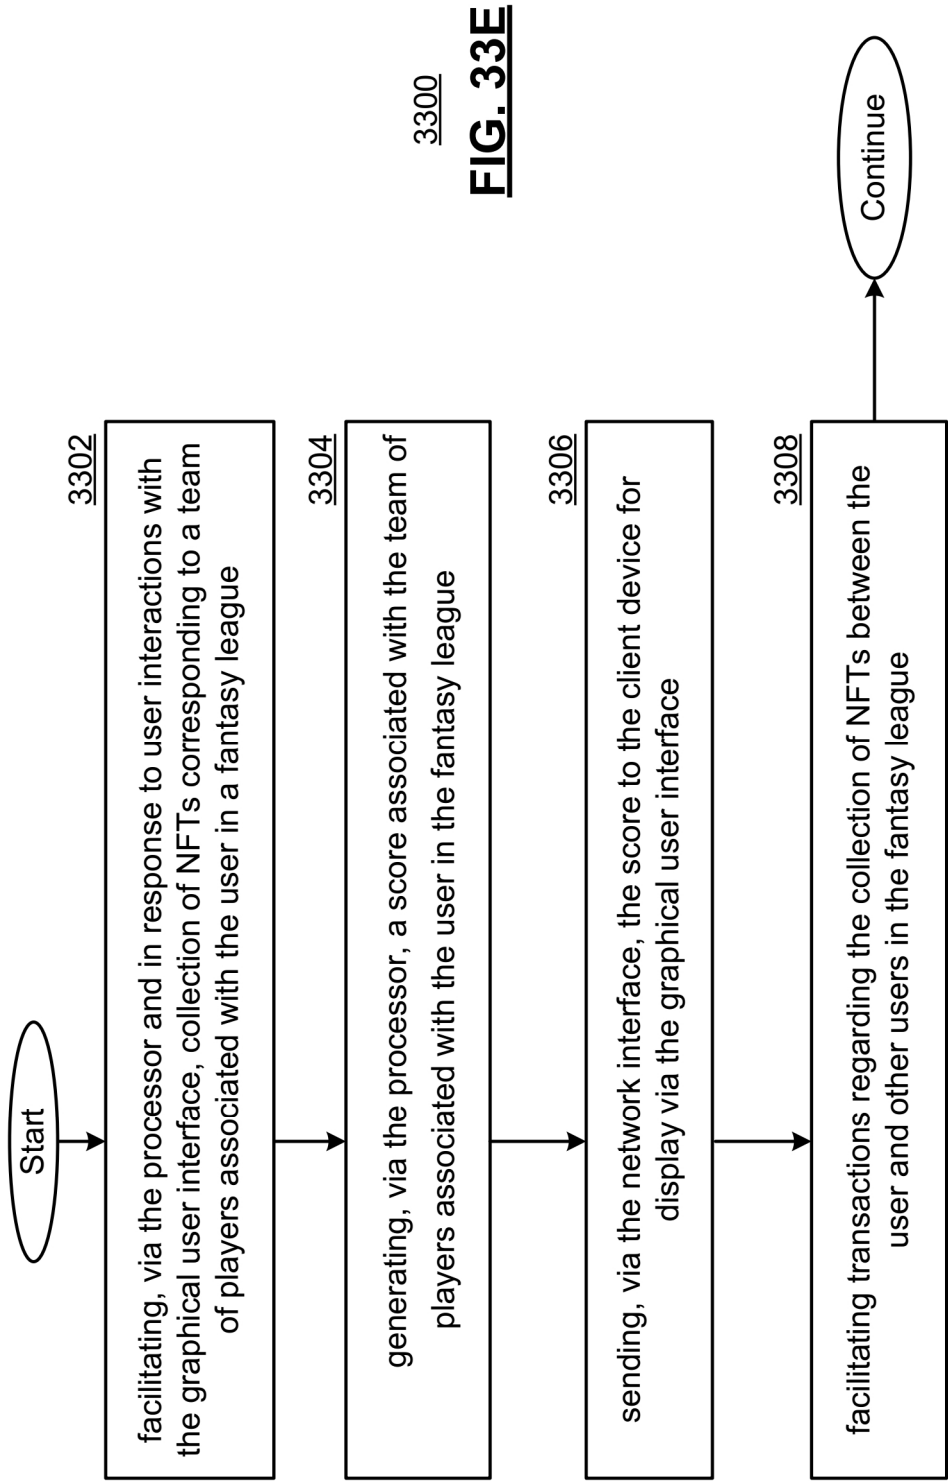 3300
FIG. 33E
Start
3302
facilitating, via the processor and in response to user interactions with
the graphical user interface, collection of NFTs corresponding to a team
of players associated with the user in a fantasy league
3304
generating, via the processor, a score associated with the team of
players associated with the user in the fantasy league
3306
sending, via the network interface, the score to the client device for
display via the graphical user interface
3308
facilitating transactions regarding the collection of NFTs between the
user and other users in the fantasy league
Continue